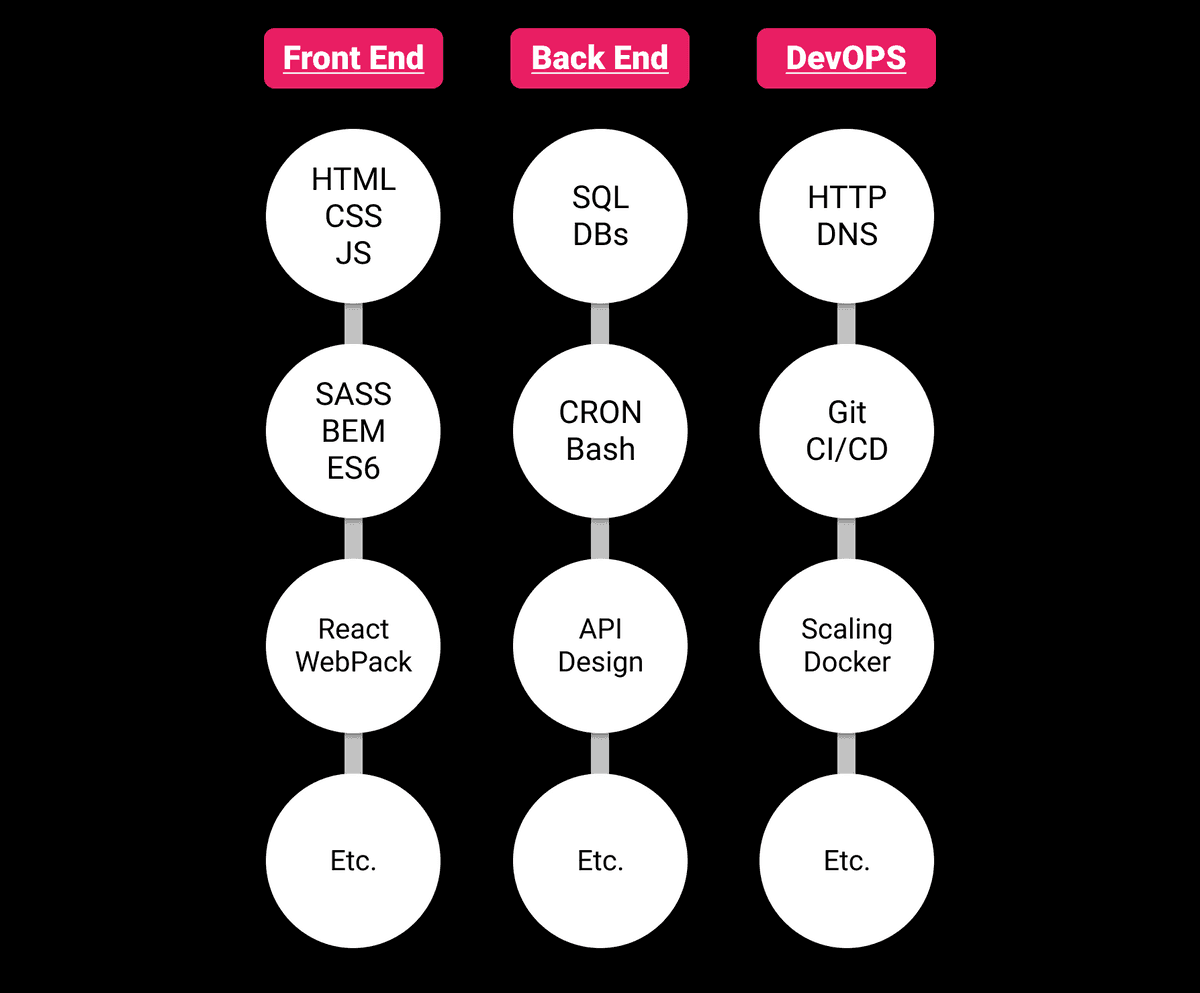 Front End
HTML
CSS
JS
SASS
BEM
ES6
React
WebPack
Etc.
Back End
SQL
DBs
CRON
Bash
API
Design
Etc.
DevOPS
HTTP
DNS
Git
CI/CD
Scaling
Docker
Etc.